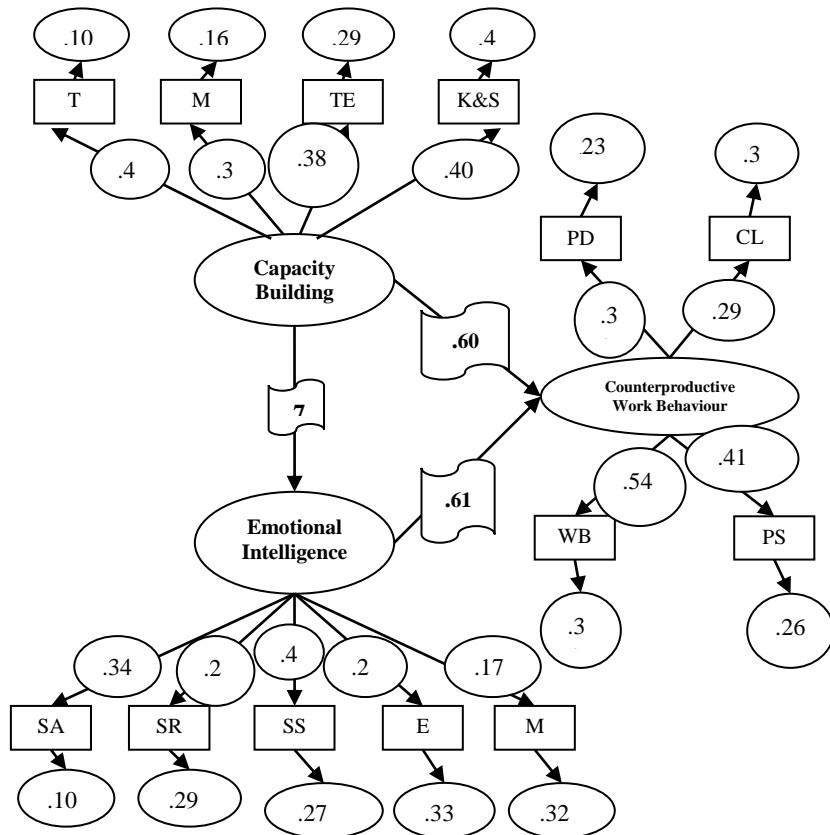 .10 .16 .29 .4
T M TE K&S
.4 .3 .38 .40
.23 .3
PD CL
.3 .29
Capacity
Building
.60
Counterproductive
Work Behaviour
.41
.54
.61
WB PS
.3 .26
Emotional
Intelligence
.34 .2 .4 .2 .17
SA SR SS E M
.10 .29 .27 .33 .32